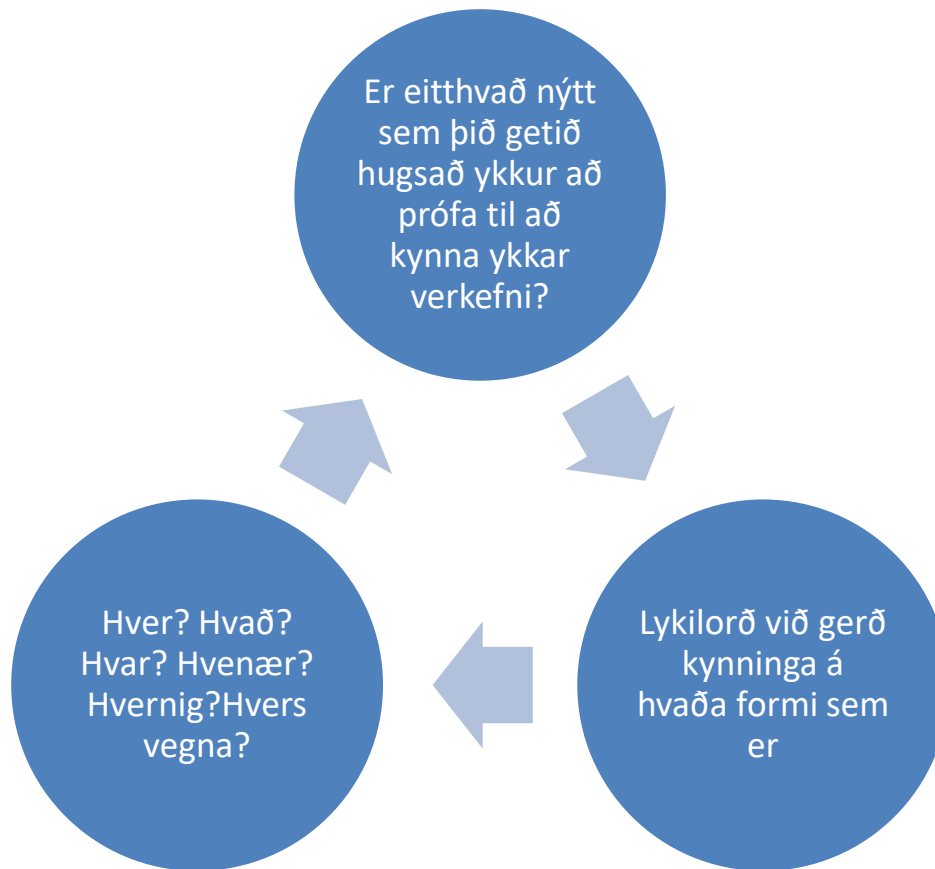 Er eitthvað nýtt
sem þið getið
hugsað ykkur að
prófa til að
kynna ykkar
verkefni?
Lykilorð við gerð
kynninga á
hvaða formi sem
er
Hver? Hvað?
Hvar? Hvenær?
Hvernig?Hvers
vegna?